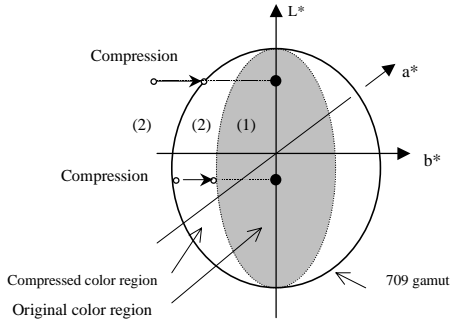 L*
Compression
a*
(2) (2) (1)
b*
Compression
Compressed color region
709 gamut
Original color region